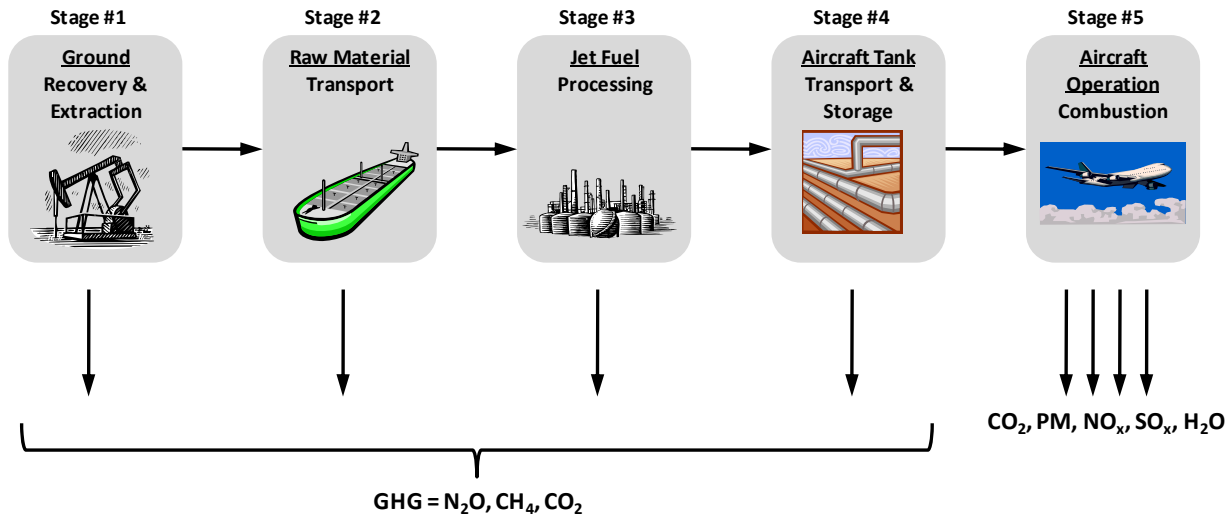 Stage #1
Ground
Recovery &
Extraction
Stage #2
Raw Material
Transport
Stage #3
Jet Fuel
Processing
Stage #4
Aircraft Tank
Transport &
Storage
Stage #5
Aircraft
Operation
Combustion
CO₂, PM, NOₓ, SOₓ, H₂O
GHG = N₂O, CH₄, CO₂